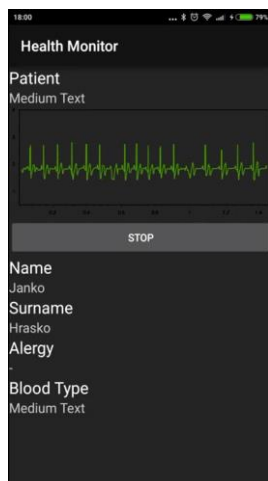 18:00 ... 79%
Health Monitor
Patient
Medium Text
STOP
Name
Janko
Surname
Hrasko
Alergy
-
Blood Type
Medium Text